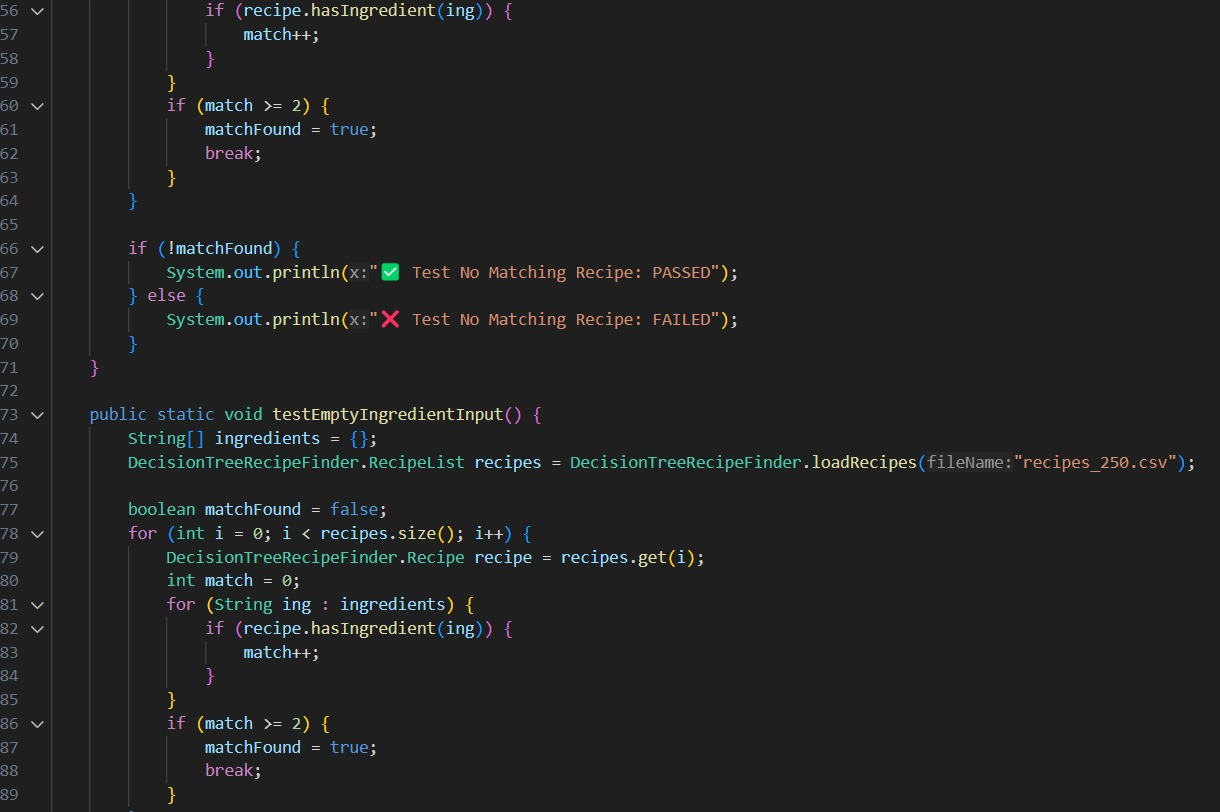 56 if (recipe.hasIngredient(ing)) {
57 match++;
58 }
59 }
60 if (match >= 2) {
61 matchFound = true;
62 break;
63 }
64 }
65
66 if (!matchFound) {
67 System.out.println(x:"✅ Test No Matching Recipe: PASSED");
68 } else {
69 System.out.println(x:"❌ Test No Matching Recipe: FAILED");
70 }
71 }
72
73 public static void testEmptyIngredientInput() {
74 String[] ingredients = {};
75 DecisionTreeRecipeFinder.RecipeList recipes = DecisionTreeRecipeFinder.loadRecipes(fileName:"recipes_250.csv");
76
77 boolean matchFound = false;
78 for (int i = 0; i < recipes.size(); i++) {
79 DecisionTreeRecipeFinder.Recipe recipe = recipes.get(i);
80 int match = 0;
81 for (String ing : ingredients) {
82 if (recipe.hasIngredient(ing)) {
83 match++;
84 }
85 }
86 if (match >= 2) {
87 matchFound = true;
88 break;
89 }